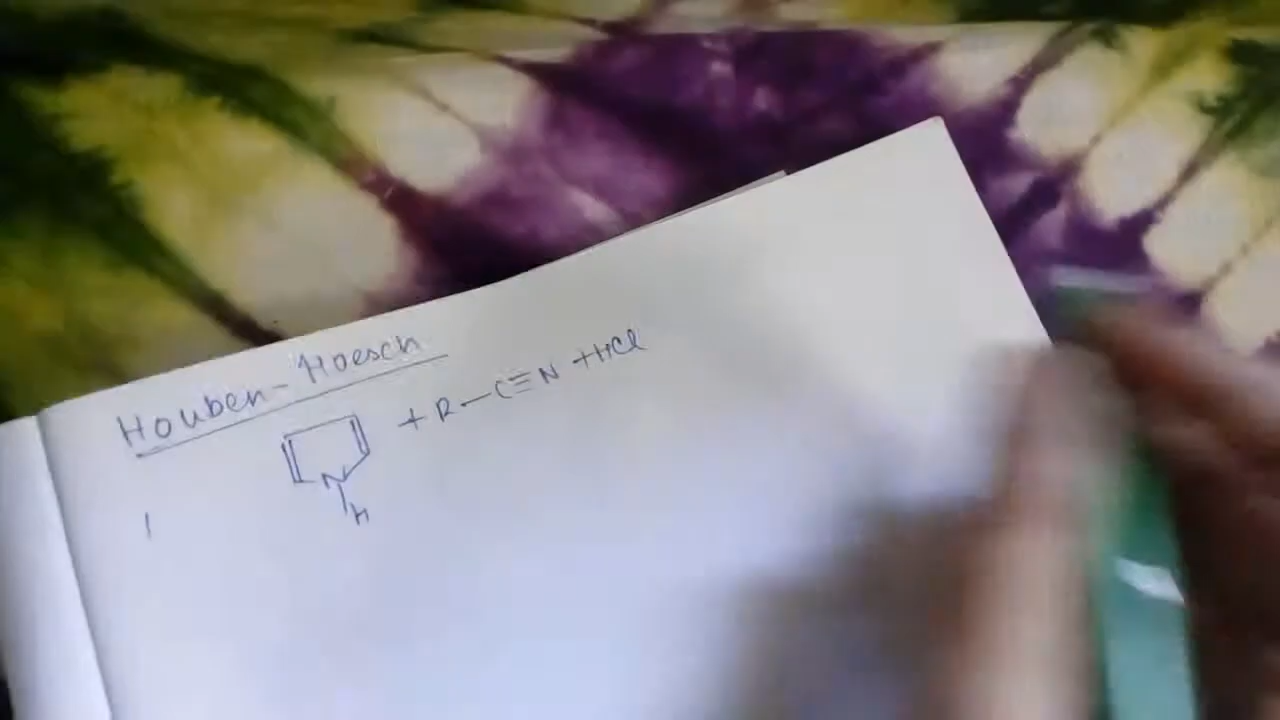 Houben-Hoesch
+ R-C≡N + HCl
N
H